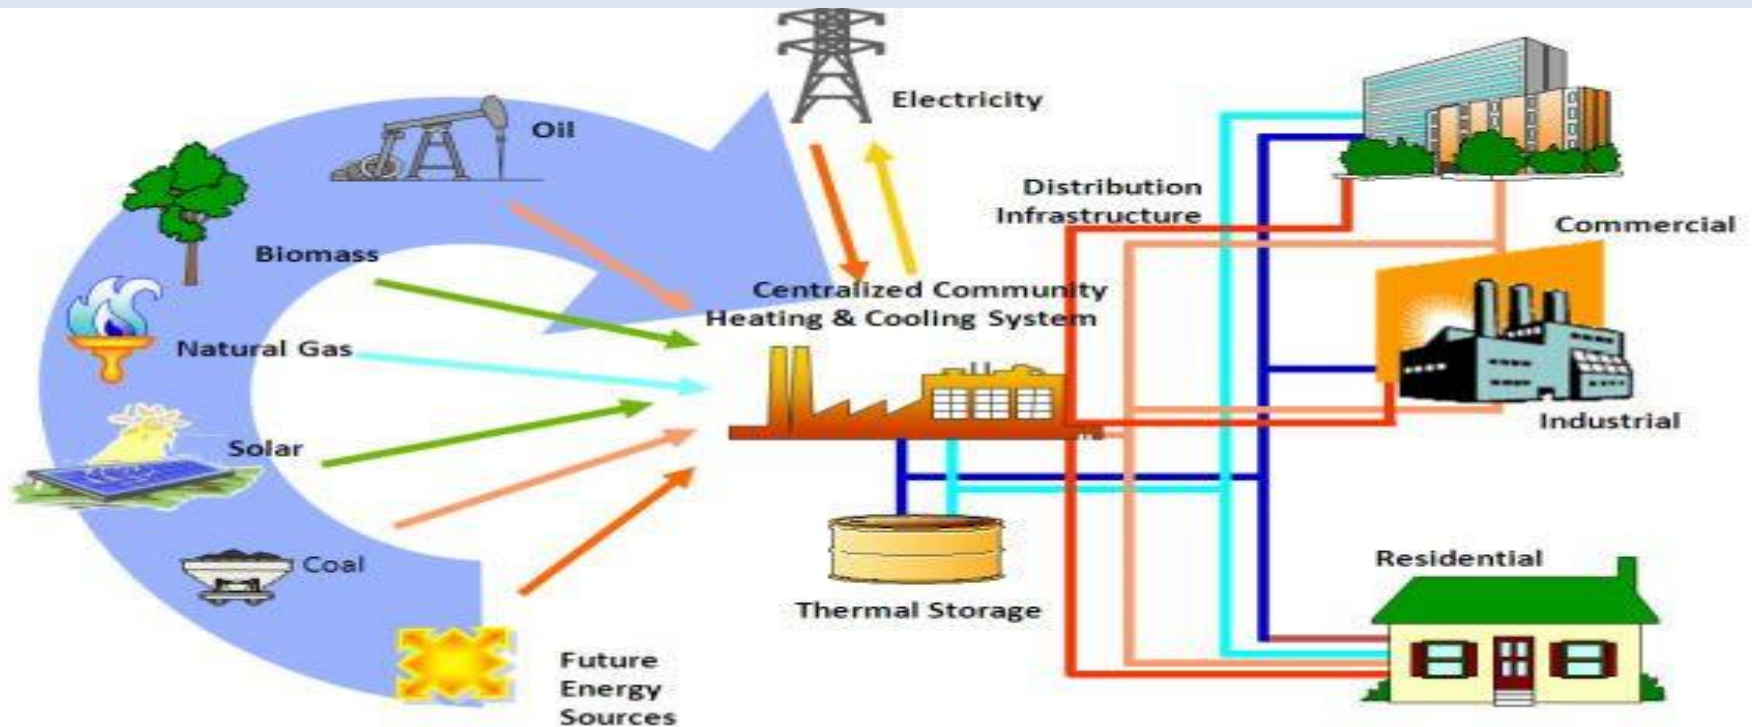 Electricity
Oil
Distribution
Infrastructure
Commercial
Biomass
Centralized Community
Heating & Cooling System
Natural Gas
Industrial
Solar
Coal
Residential
Thermal Storage
Future
Energy
Sources